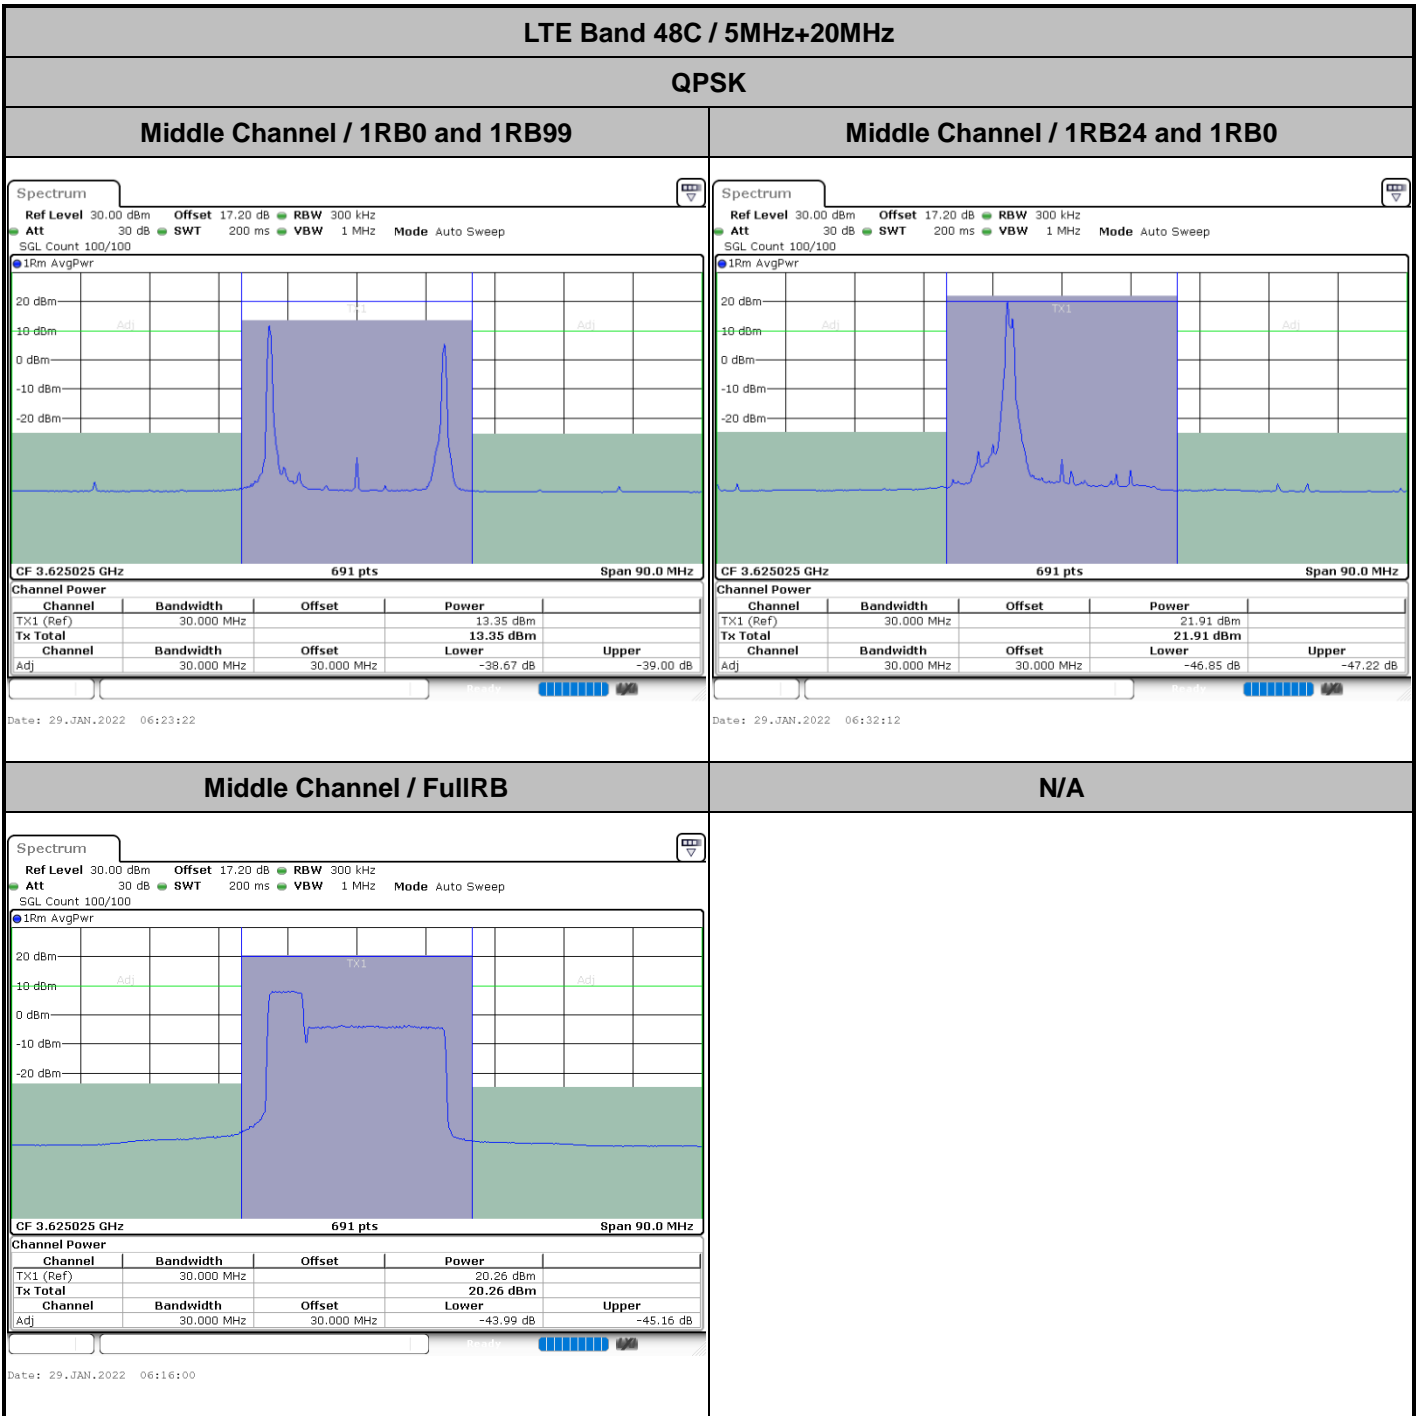 LTE Band 48C / 5MHz+20MHz
QPSK
Middle Channel / 1RB0 and 1RB99
Spectrum
Ref Level 30.00 dBm Offset 17.20 dB RBW 300 kHz
Att 30 dB SWT 200 ms VBW 1 MHz Mode Auto Sweep
SGL Count 100/100
1Rm AvgPwr
20 dBm
TX1
10 dBm
Adj
Adj
0 dBm
-10 dBm
-20 dBm
CF 3.625025 GHz 691 pts Span 90.0 MHz
Channel Power
Channel Bandwidth Offset Power
TX1 (Ref) 30.000 MHz 13.35 dBm
Tx Total 13.35 dBm
Channel Bandwidth Offset Lower Upper
Adj 30.000 MHz 30.000 MHz -38.67 dB -39.00 dB
Ready
Date: 29.JAN.2022 06:23:22
Middle Channel / 1RB24 and 1RB0
Spectrum
Ref Level 30.00 dBm Offset 17.20 dB RBW 300 kHz
Att 30 dB SWT 200 ms VBW 1 MHz Mode Auto Sweep
SGL Count 100/100
1Rm AvgPwr
20 dBm
TX1
10 dBm
Adj
Adj
0 dBm
-10 dBm
-20 dBm
CF 3.625025 GHz 691 pts Span 90.0 MHz
Channel Power
Channel Bandwidth Offset Power
TX1 (Ref) 30.000 MHz 21.91 dBm
Tx Total 21.91 dBm
Channel Bandwidth Offset Lower Upper
Adj 30.000 MHz 30.000 MHz -46.85 dB -47.22 dB
Ready
Date: 29.JAN.2022 06:32:12
Middle Channel / FullRB
Spectrum
Ref Level 30.00 dBm Offset 17.20 dB RBW 300 kHz
Att 30 dB SWT 200 ms VBW 1 MHz Mode Auto Sweep
SGL Count 100/100
1Rm AvgPwr
20 dBm
TX1
Adj
Adj
10 dBm
0 dBm
-10 dBm
-20 dBm
CF 3.625025 GHz 691 pts Span 90.0 MHz
Channel Power
Channel Bandwidth Offset Power
TX1 (Ref) 30.000 MHz 20.26 dBm
Tx Total 20.26 dBm
Channel Bandwidth Offset Lower Upper
Adj 30.000 MHz 30.000 MHz -43.99 dB -45.16 dB
Ready
Date: 29.JAN.2022 06:16:00
N/A